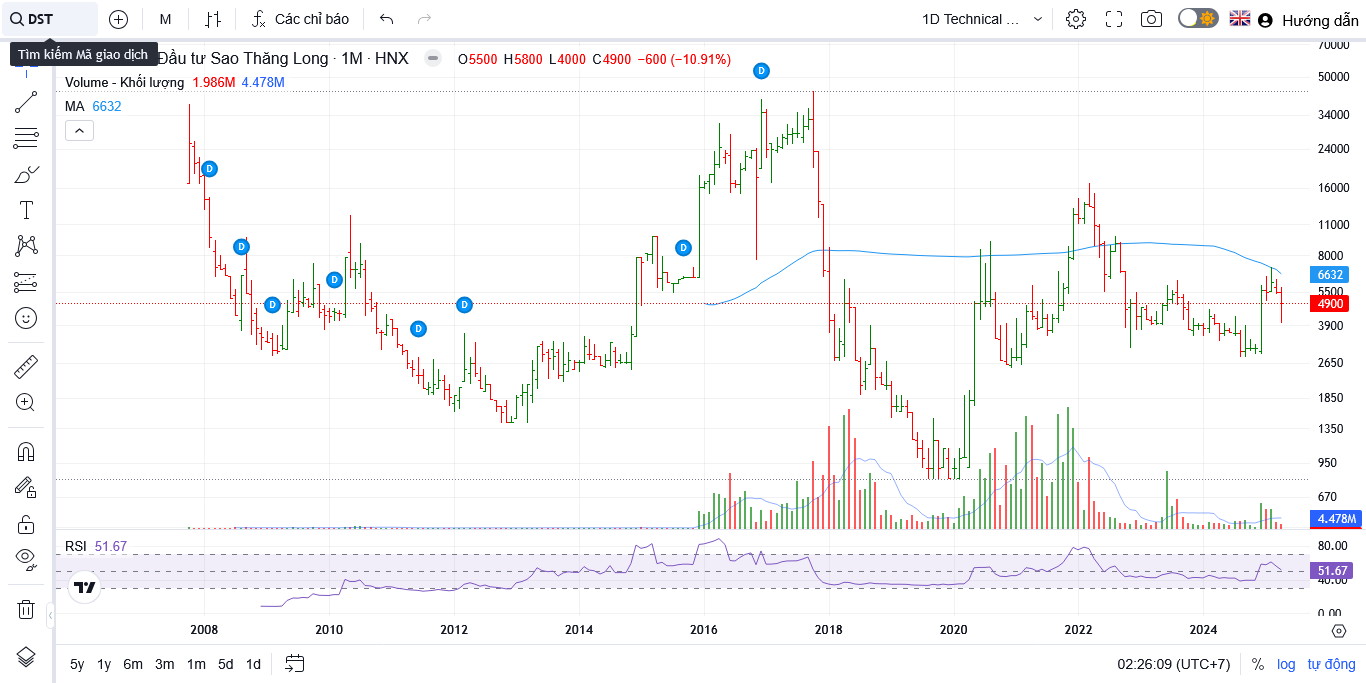 DST
M
Các chỉ báo
1D Technical ...
Hướng dẫn
Tìm kiếm Mã giao dịch
Đầu tư Sao Thăng Long · 1M · HNX
O5500 H5800 L4000 C4900 −600 (−10.91%)
Volume - Khối lượng 1.986M 4.478M
MA 6632
D
D
D
D
D
D
D
D
70000
50000
34000
24000
16000
11000
8000
6632
5500
4900
3900
2650
1850
1350
950
670
4.478M
RSI 51.67
80.00
51.67
40.00
0.00
2008 2010 2012 2014 2016 2018 2020 2022 2024
5y 1y 6m 3m 1m 5d 1d
02:26:09 (UTC+7) % log tự động